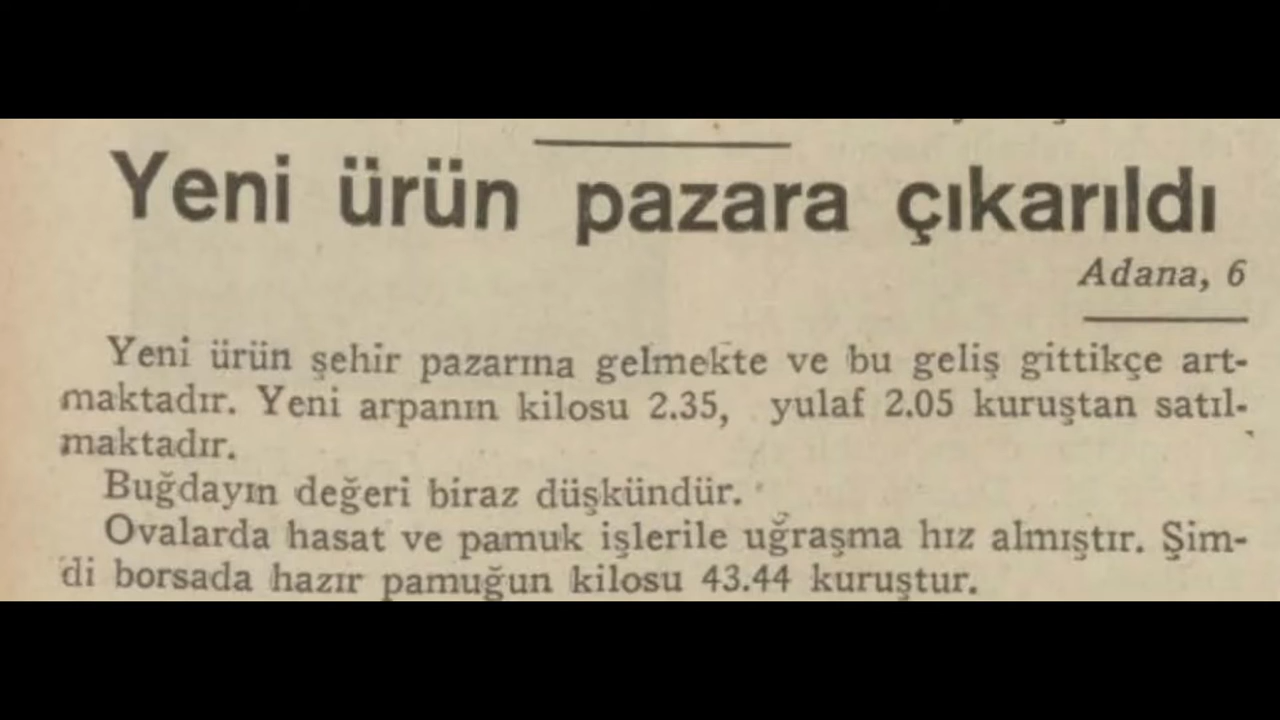 Yeni ürün pazara çıkarıldı
Adana, 6
Yeni ürün şehir pazarına gelmekte ve bu geliş gittikçe art-
maktadır. Yeni arpanın kilosu 2.35, yulaf 2.05 kuruştan satıl-
maktadır.
Buğdayın değeri biraz düşkündür.
Ovalarda hasat ve pamuk işlerile uğraşma hız almıştır. Şim-
di borsada hazır pamuğun kilosu 43.44 kuruştur.